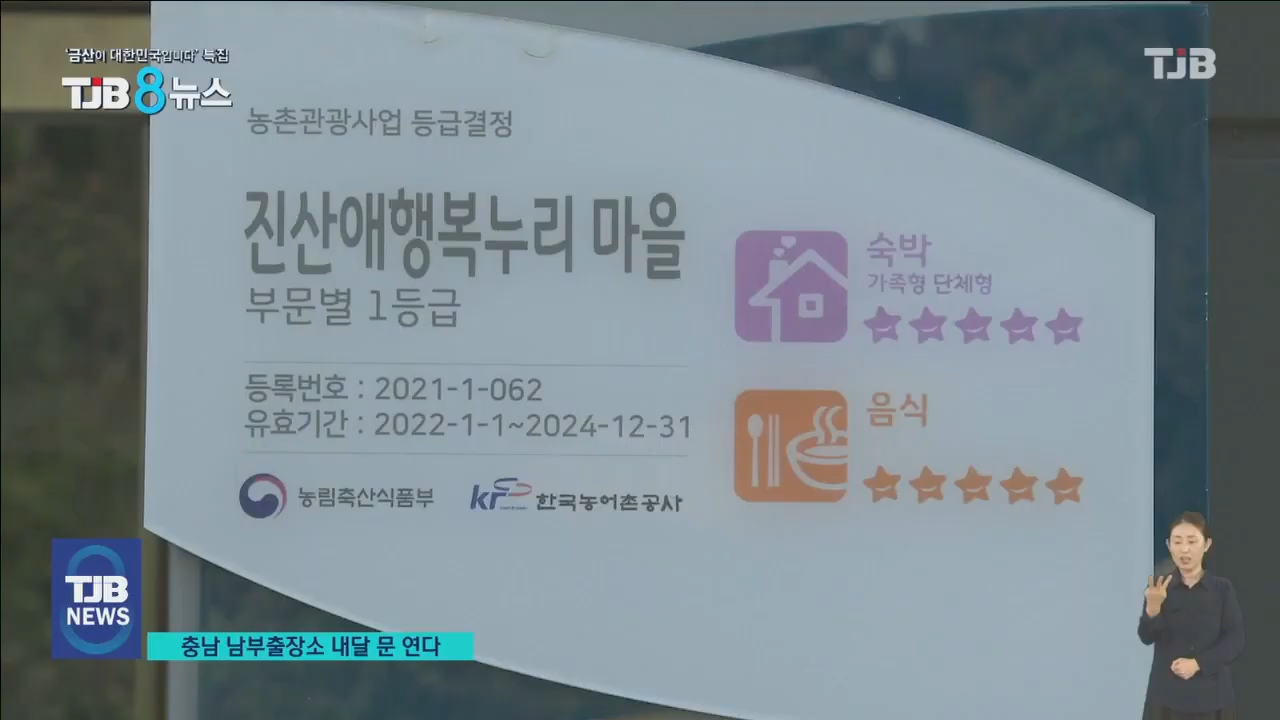 '금산이 대한민국입니다' 특집
TJB 8뉴스
TJB
농촌관광사업 등급결정
진산애행복누리 마을
부문별 1등급
등록번호 : 2021-1-062
유효기간 : 2022-1-1~2024-12-31
농림축산식품부
kr 한국농어촌공사
숙박
가족형 단체형
음식
TJB
NEWS
충남 남부출장소 내달 문 연다